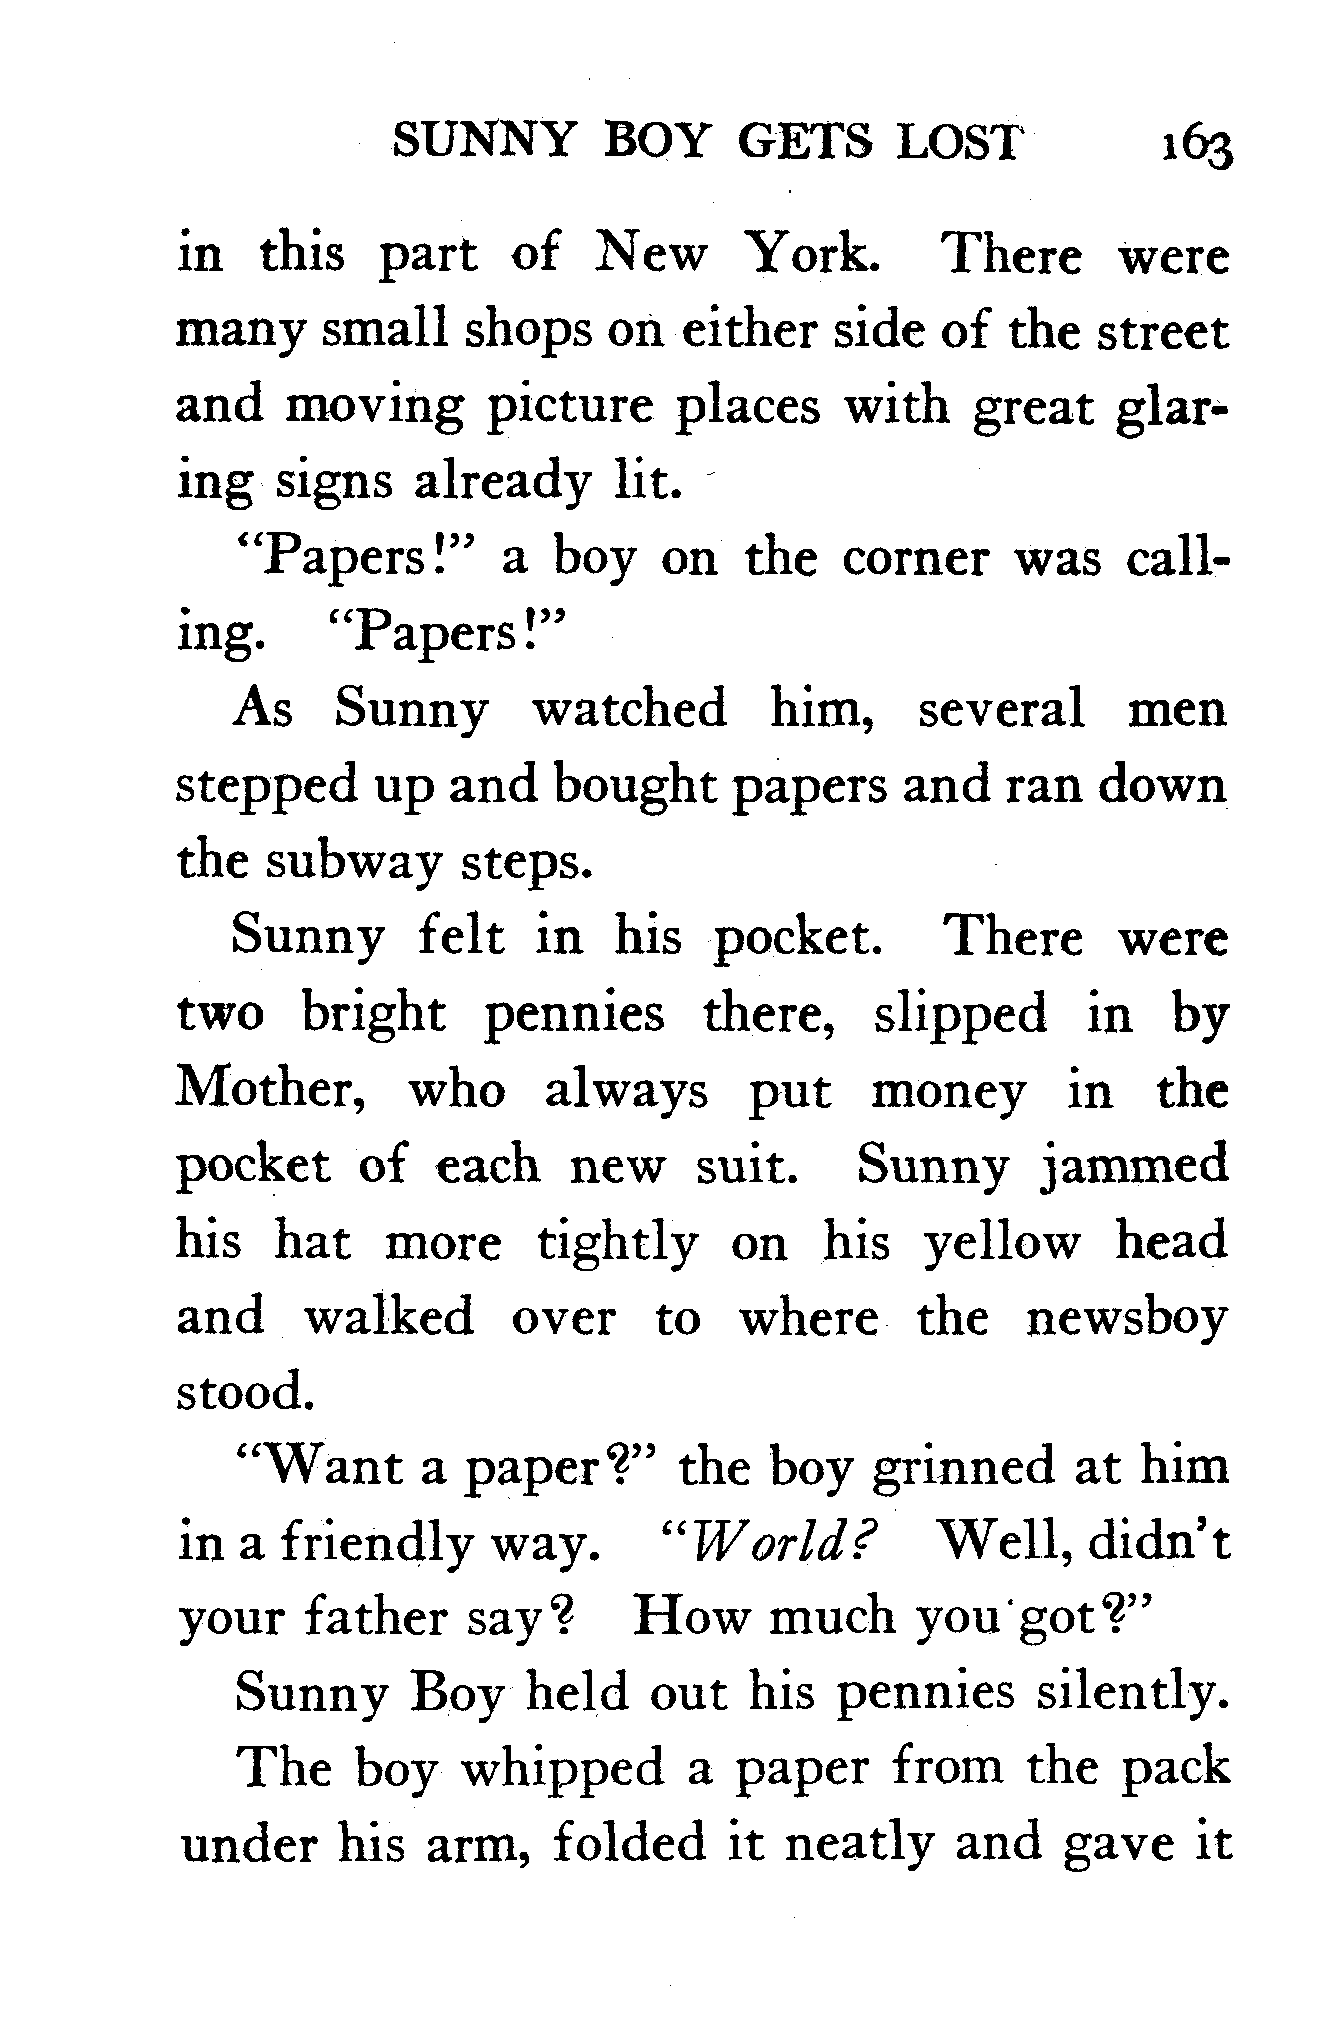 SUNNY BOY GETS LOST 163
in this part of New York. There were
many small shops on either side of the street
and moving picture places with great glar-
ing signs already lit.
"Papers!" a boy on the corner was call-
ing. "Papers!"
As Sunny watched him, several men
stepped up and bought papers and ran down
the subway steps.
Sunny felt in his pocket. There were
two bright pennies there, slipped in by
Mother, who always put money in the
pocket of each new suit. Sunny jammed
his hat more tightly on his yellow head
and walked over to where the newsboy
stood.
"Want a paper?" the boy grinned at him
in a friendly way. "World? Well, didn't
your father say? How much you got?"
Sunny Boy held out his pennies silently.
The boy whipped a paper from the pack
under his arm, folded it neatly and gave it